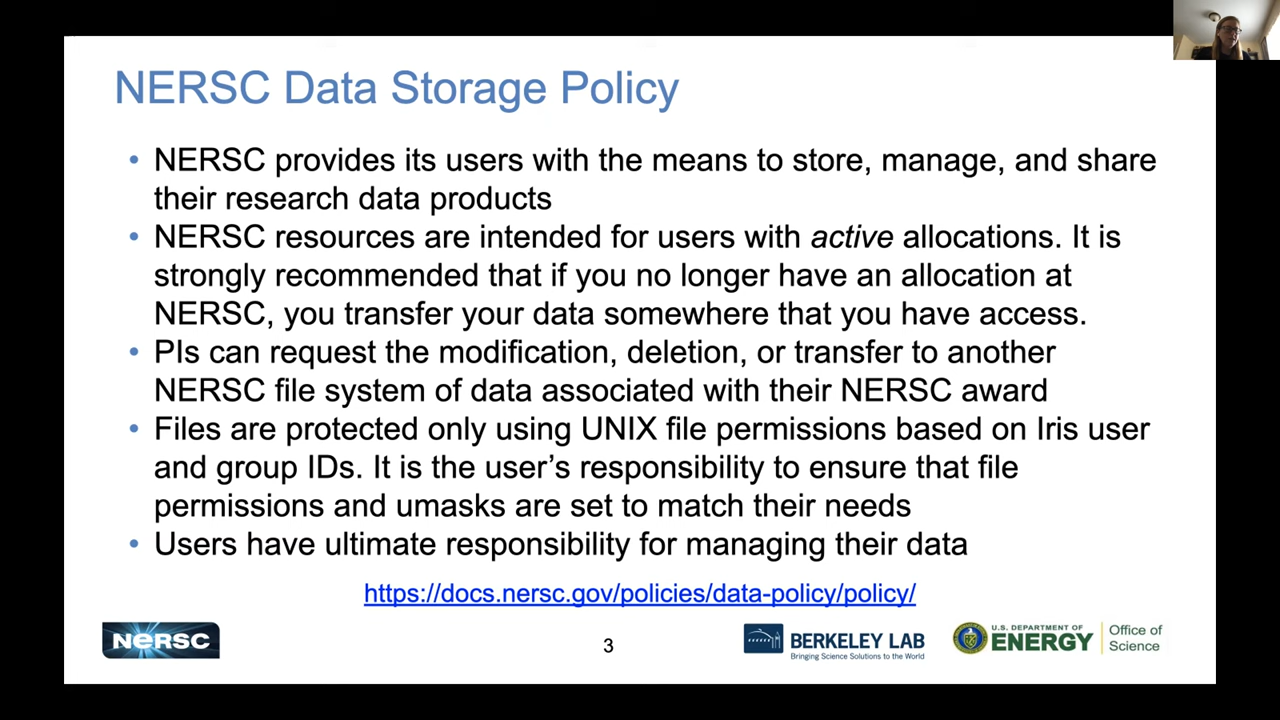 NERSC Data Storage Policy
• NERSC provides its users with the means to store, manage, and share
their research data products
• NERSC resources are intended for users with active allocations. It is
strongly recommended that if you no longer have an allocation at
NERSC, you transfer your data somewhere that you have access.
• PIs can request the modification, deletion, or transfer to another
NERSC file system of data associated with their NERSC award
• Files are protected only using UNIX file permissions based on Iris user
and group IDs. It is the user’s responsibility to ensure that file
permissions and umasks are set to match their needs
• Users have ultimate responsibility for managing their data
https://docs.nersc.gov/policies/data-policy/policy/
NERSC
3
BERKELEY LAB
Bringing Science Solutions to the World
U.S. DEPARTMENT OF
ENERGY
Office of
Science